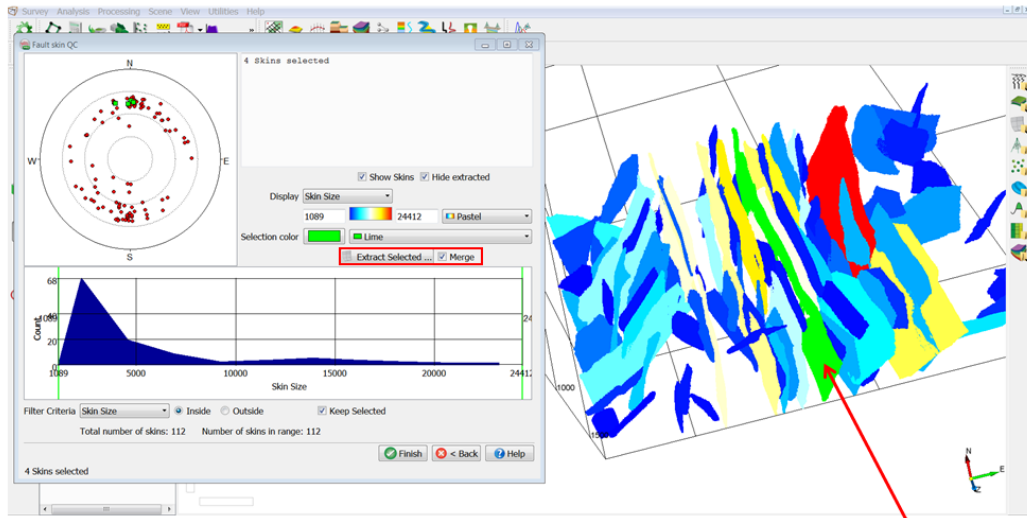 Survey Analysis Processing Scene View Utilities Help
Fault skin QC
4 Skins selected
N
W
E
S
Show Skins Hide extracted
Display Skin Size
1089 24412 Pastel
Selection color Lime
Extract Selected ... Merge
68
40
20
0
Count
1089
24
1089 5000 10000 15000 20000 24412
Skin Size
Filter Criteria Skin Size Inside Outside Keep Selected
Total number of skins: 112 Number of skins in range: 112
Finish < Back Help
4 Skins selected
1000
N
E
Z